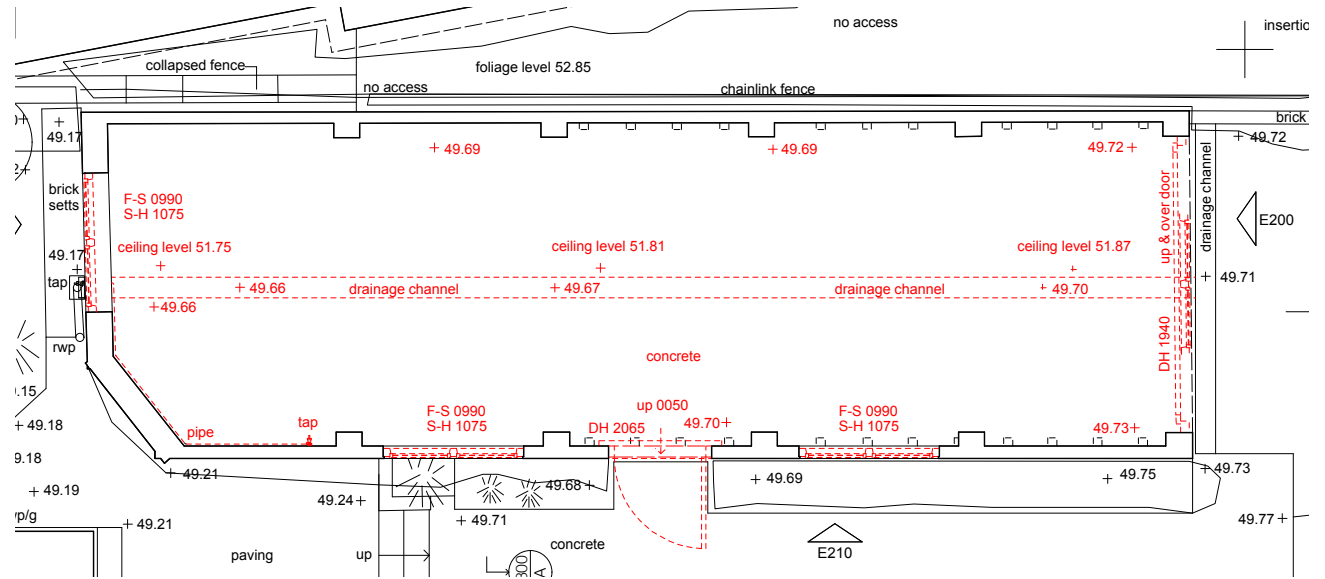 no access
insertio
collapsed fence
foliage level 52.85
no access
chainlink fence
brick
49.17
49.69
49.69
49.72
49.72
brick
setts
F-S 0990
S-H 1075
drainage channel
up & over door
E200
49.17
ceiling level 51.75
ceiling level 51.81
ceiling level 51.87
tap
49.66
drainage channel
49.67
drainage channel
49.70
49.71
49.66
rwp
concrete
DH 1940
.15
49.18
pipe
tap
F-S 0990
S-H 1075
up 0050
DH 2065
49.70
F-S 0990
S-H 1075
49.73
9.18
49.21
49.73
49.19
49.24
49.68
49.69
49.75
vp/g
49.21
49.71
49.77
paving
up
concrete
E210
300
A